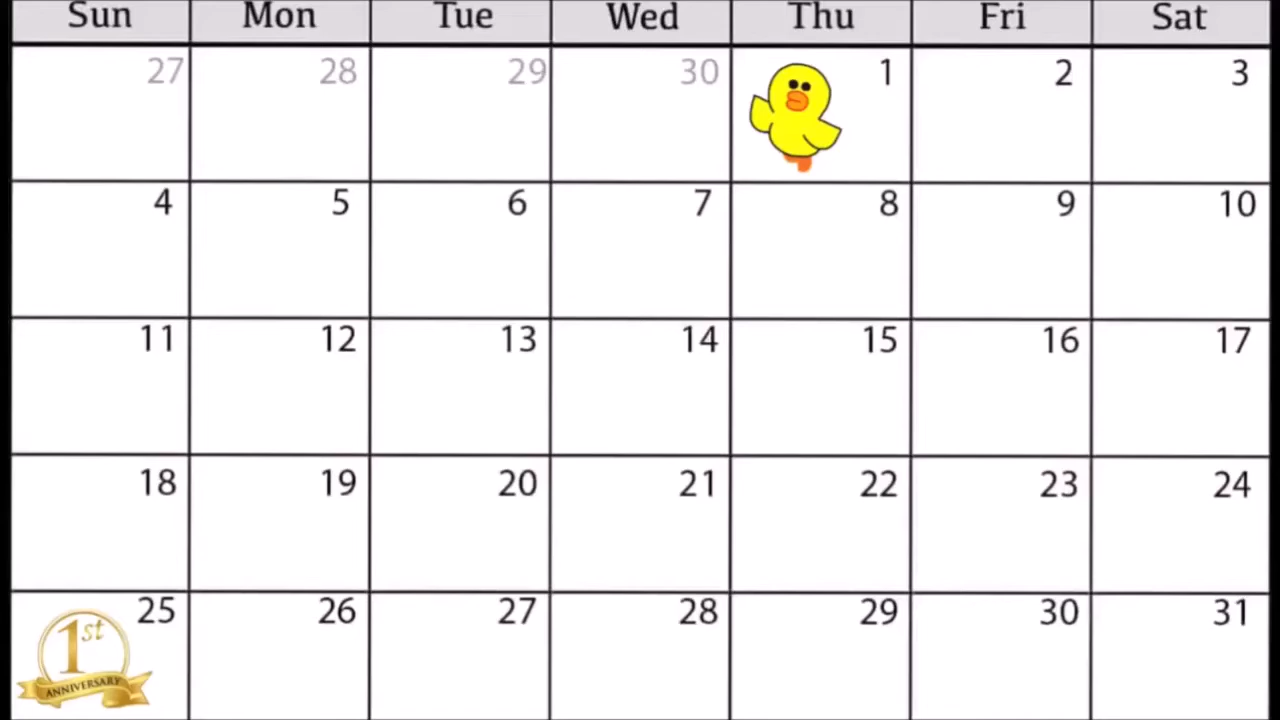 Sun Mon Tue Wed Thu Fri Sat
27 28 29 30 1 2 3
4 5 6 7 8 9 10
11 12 13 14 15 16 17
18 19 20 21 22 23 24
25 26 27 28 29 30 31
1st
ANNIVERSARY